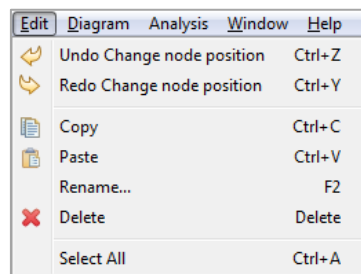 Edit Diagram Analysis Window Help
Undo Change node position Ctrl+Z
Redo Change node position Ctrl+Y
Copy Ctrl+C
Paste Ctrl+V
Rename... F2
Delete Delete
Select All Ctrl+A